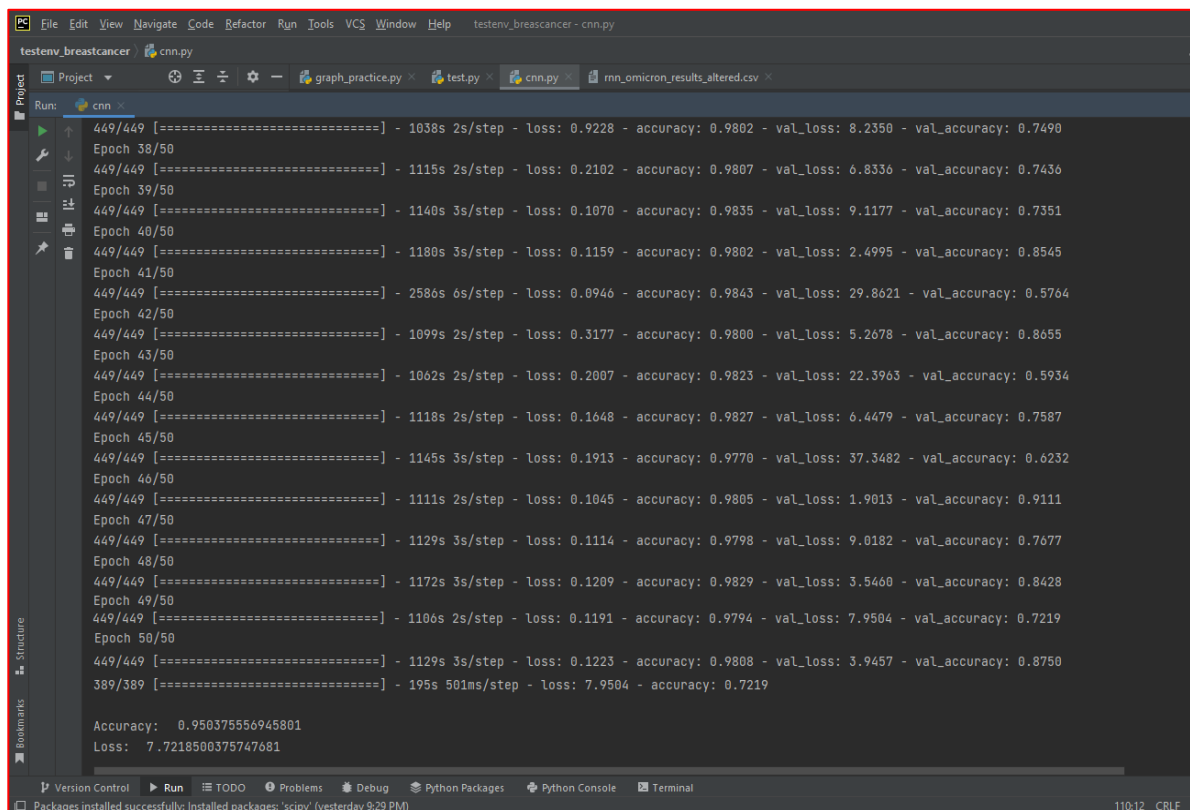 PC File Edit View Navigate Code Refactor Run Tools VCS Window Help testenv_breascancer - cnn.py
testenv_breastcancer cnn.py
Project Project graph_practice.py test.py cnn.py rnn_omicron_results_altered.csv
Run: cnn
449/449 [==============================] - 1038s 2s/step - loss: 0.9228 - accuracy: 0.9802 - val_loss: 8.2350 - val_accuracy: 0.7490
Epoch 38/50
449/449 [==============================] - 1115s 2s/step - loss: 0.2102 - accuracy: 0.9807 - val_loss: 6.8336 - val_accuracy: 0.7436
Epoch 39/50
449/449 [==============================] - 1140s 3s/step - loss: 0.1070 - accuracy: 0.9835 - val_loss: 9.1177 - val_accuracy: 0.7351
Epoch 40/50
449/449 [==============================] - 1180s 3s/step - loss: 0.1159 - accuracy: 0.9802 - val_loss: 2.4995 - val_accuracy: 0.8545
Epoch 41/50
449/449 [==============================] - 2586s 6s/step - loss: 0.0946 - accuracy: 0.9843 - val_loss: 29.8621 - val_accuracy: 0.5764
Epoch 42/50
449/449 [==============================] - 1099s 2s/step - loss: 0.3177 - accuracy: 0.9800 - val_loss: 5.2678 - val_accuracy: 0.8655
Epoch 43/50
449/449 [==============================] - 1062s 2s/step - loss: 0.2007 - accuracy: 0.9823 - val_loss: 22.3963 - val_accuracy: 0.5934
Epoch 44/50
449/449 [==============================] - 1118s 2s/step - loss: 0.1648 - accuracy: 0.9827 - val_loss: 6.4479 - val_accuracy: 0.7587
Epoch 45/50
449/449 [==============================] - 1145s 3s/step - loss: 0.1913 - accuracy: 0.9770 - val_loss: 37.3482 - val_accuracy: 0.6232
Epoch 46/50
449/449 [==============================] - 1111s 2s/step - loss: 0.1045 - accuracy: 0.9805 - val_loss: 1.9013 - val_accuracy: 0.9111
Epoch 47/50
449/449 [==============================] - 1129s 3s/step - loss: 0.1114 - accuracy: 0.9798 - val_loss: 9.0182 - val_accuracy: 0.7677
Epoch 48/50
449/449 [==============================] - 1172s 3s/step - loss: 0.1209 - accuracy: 0.9829 - val_loss: 3.5460 - val_accuracy: 0.8428
Epoch 49/50
449/449 [==============================] - 1106s 2s/step - loss: 0.1191 - accuracy: 0.9794 - val_loss: 7.9504 - val_accuracy: 0.7219
Epoch 50/50
449/449 [==============================] - 1129s 3s/step - loss: 0.1223 - accuracy: 0.9808 - val_loss: 3.9457 - val_accuracy: 0.8750
389/389 [==============================] - 195s 501ms/step - loss: 7.9504 - accuracy: 0.7219
Accuracy: 0.950375556945801
Loss: 7.7218500375747681
Structure
Bookmarks
Version Control Run TODO Problems Debug Python Packages Python Console Terminal
Packages installed successfully: Installed packages: 'scipy' (yesterday 9:29 PM) 110:12 CRLF